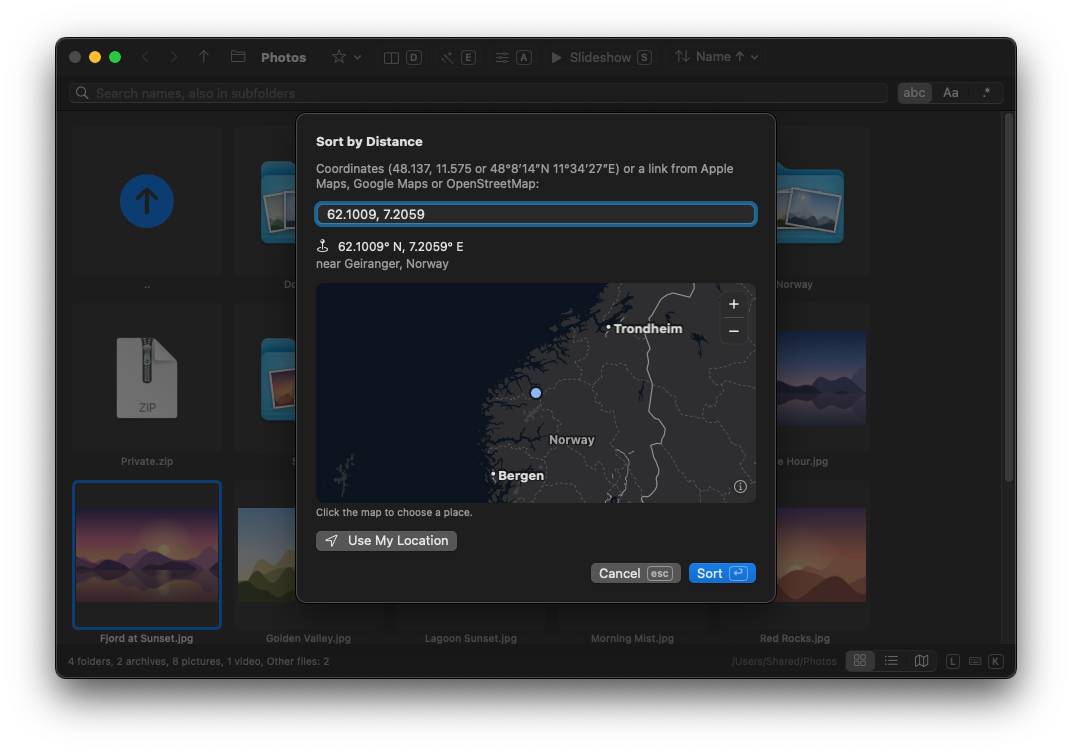 Photos
D
E
A
Slideshow S
Name
Search names, also in subfolders
abc
Aa
.*
Sort by Distance
Coordinates (48.137, 11.575 or 48°8′14″N 11°34′27″E) or a link from Apple
Maps, Google Maps or OpenStreetMap:
62.1009, 7.2059
62.1009° N, 7.2059° E
near Geiranger, Norway
Trondheim
Norway
Bergen
Click the map to choose a place.
Use My Location
Cancel esc
Sort
..
Do
Norway
ZIP
Private.zip
S
e Hour.jpg
Fjord at Sunset.jpg
Golden Valley.jpg
Lagoon Sunset.jpg
Morning Mist.jpg
Red Rocks.jpg
4 folders, 2 archives, 8 pictures, 1 video, Other files: 2
/Users/Shared/Photos
L
K